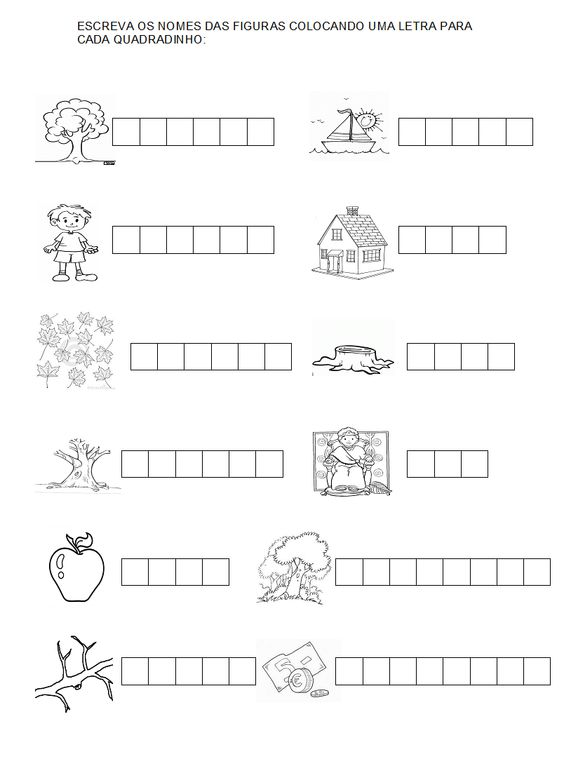 ESCREVA OS NOMES DAS FIGURAS COLOCANDO UMA LETRA PARA
CADA QUADRADINHO: